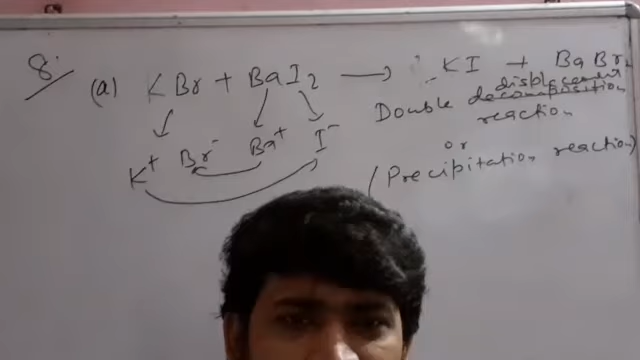 8.
(a) KBr + BaI2 → KI + BaBr2
displacement
Double decomposition
reaction
K+ Br- Ba+ I-
or
(Precipitation reaction)